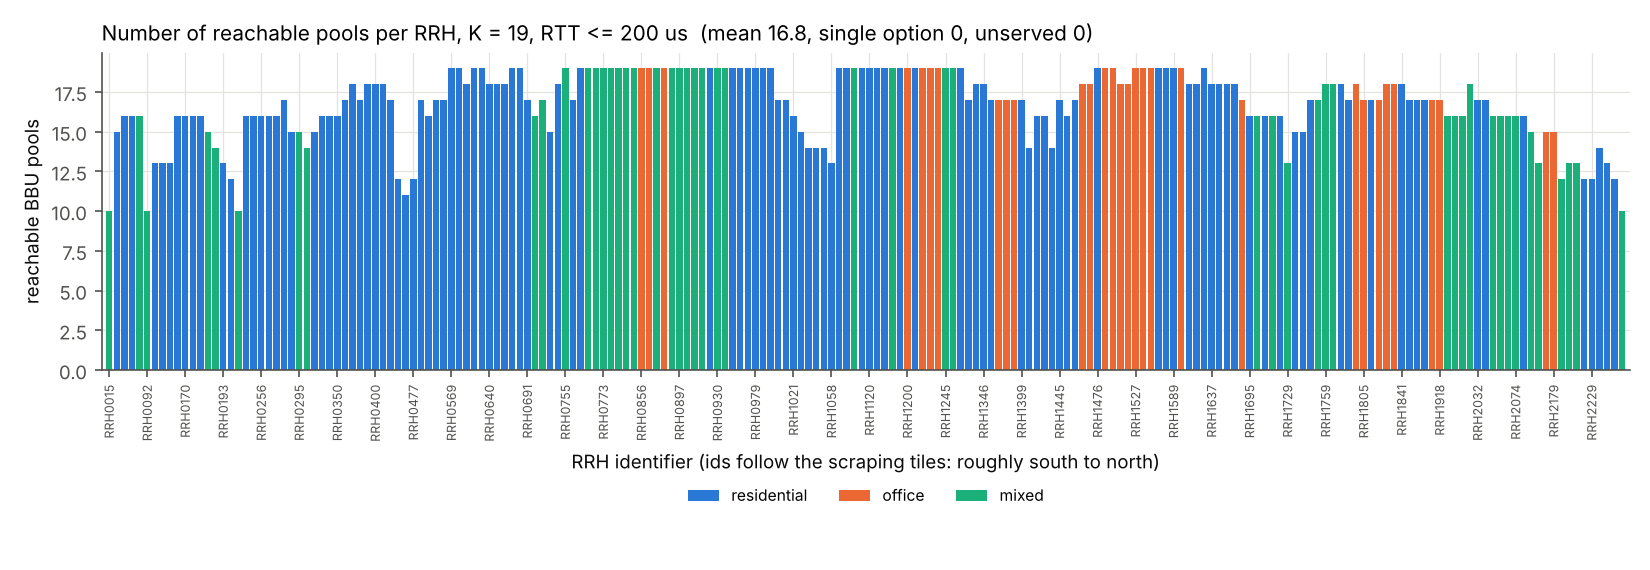 Number of reachable pools per RRH, K = 19, RTT <= 200 us  (mean 16.8, single option 0, unserved 0)
reachable BBU pools
17.5
15.0
12.5
10.0
7.5
5.0
2.5
0.0
RRH0015
RRH0092
RRH0170
RRH0193
RRH0256
RRH0295
RRH0350
RRH0400
RRH0477
RRH0569
RRH0640
RRH0691
RRH0755
RRH0773
RRH0856
RRH0897
RRH0930
RRH0979
RRH1021
RRH1058
RRH1120
RRH1200
RRH1245
RRH1346
RRH1399
RRH1445
RRH1476
RRH1527
RRH1589
RRH1637
RRH1695
RRH1729
RRH1759
RRH1805
RRH1841
RRH1918
RRH2032
RRH2074
RRH2179
RRH2229
RRH identifier (ids follow the scraping tiles: roughly south to north)
residential office mixed